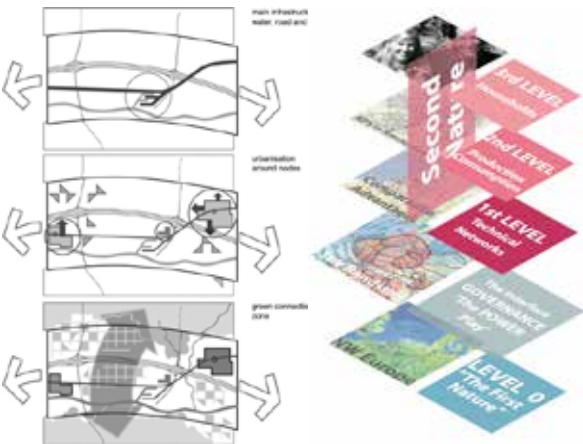 main infrastruc
water, road and
urbanisation
around nodes
green connectio
zone
Second
Nature
3rd LEVEL
Households
2nd LEVEL
Production
Consumption
1st LEVEL
Technical
Networks
The Interface
GOVERNANCE
"The POWER
Play"
NW Europe
LEVEL 0
"The First
Nature"